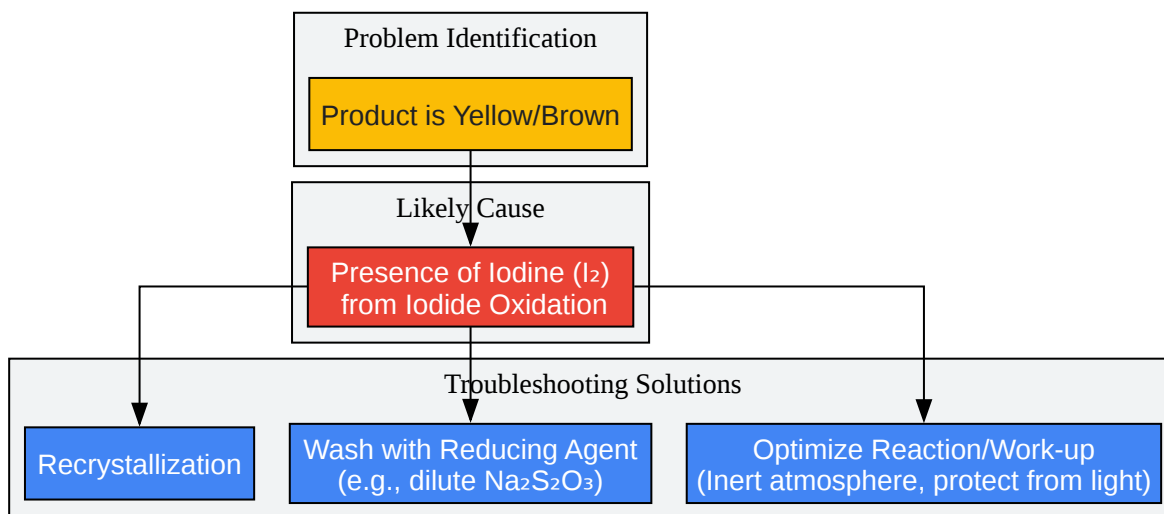 Problem Identification
Product is Yellow/Brown
Likely Cause
Presence of Iodine (I₂)
from Iodide Oxidation
Troubleshooting Solutions
Recrystallization
Wash with Reducing Agent
(e.g., dilute Na₂S₂O₃)
Optimize Reaction/Work-up
(Inert atmosphere, protect from light)